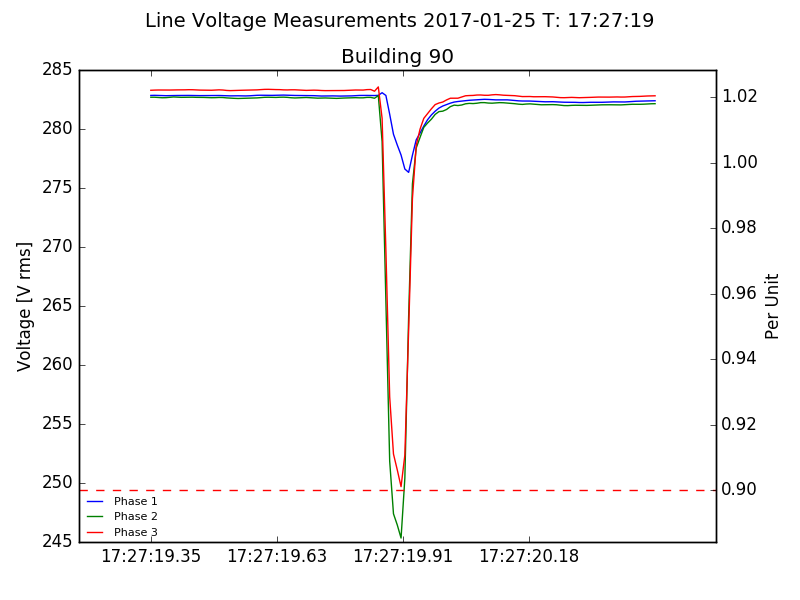 Line Voltage Measurements 2017-01-25 T: 17:27:19
Building 90
285
280
275
270
265
260
255
250
245
Voltage [V rms]
1.02
1.00
0.98
0.96
0.94
0.92
0.90
Per Unit
Phase 1
Phase 2
Phase 3
17:27:19.35 17:27:19.63 17:27:19.91 17:27:20.18